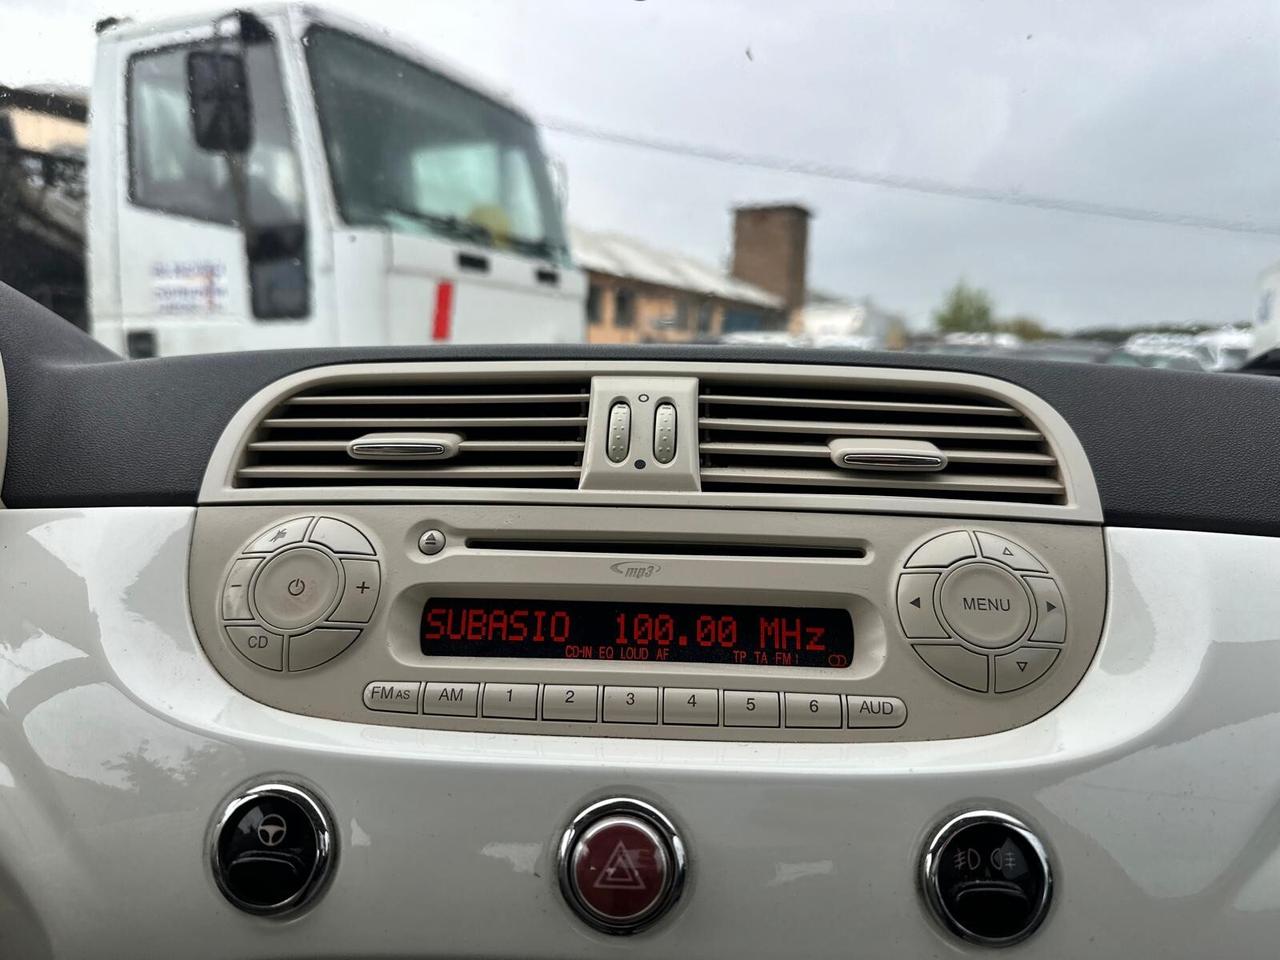 mp3
SUBASIO 100.00 MHz
CD-IN EQ LOUD AF TP TA FM1
CD
MENU
FM AS AM 1 2 3 4 5 6 AUD